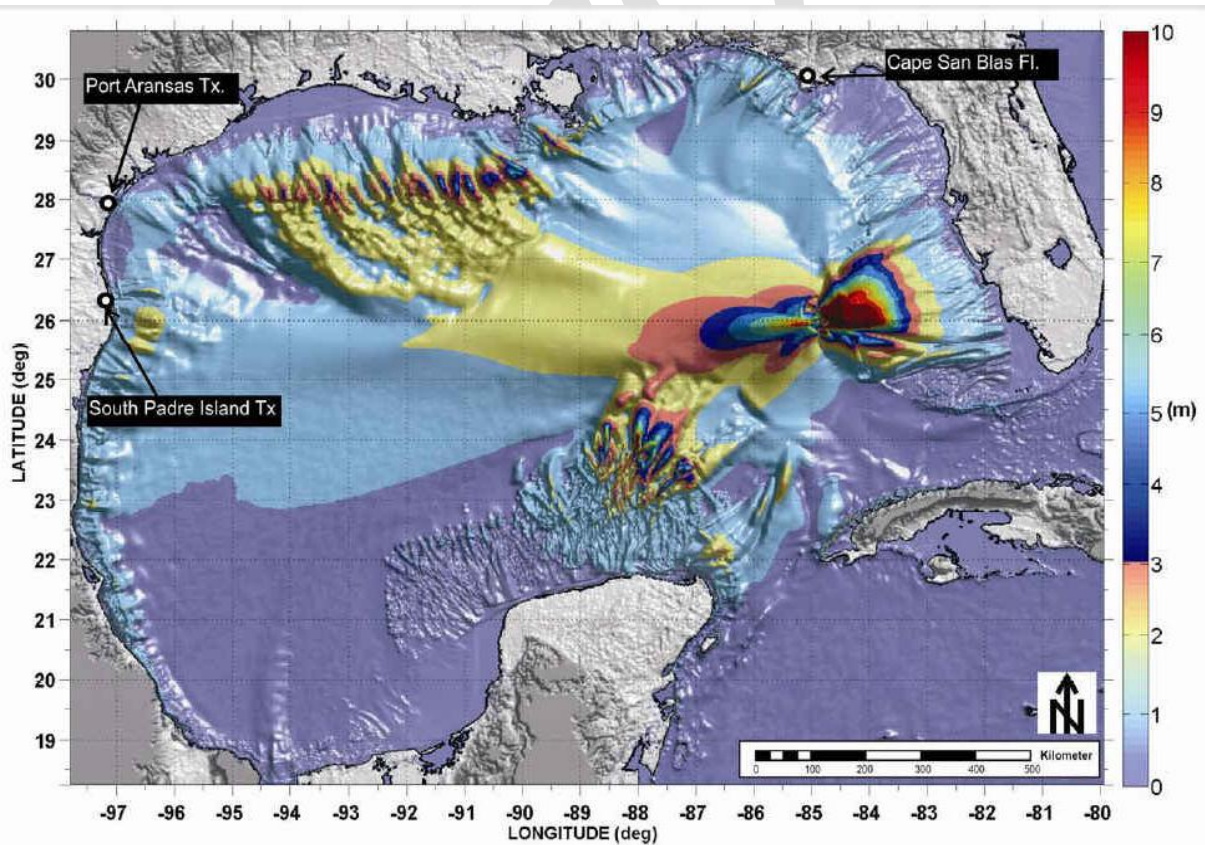 Port Aransas Tx.
Cape San Blas Fl.
South Padre Island Tx
LATITUDE (deg)
30
29
28
27
26
25
24
23
22
21
20
19
-97 -96 -95 -94 -93 -92 -91 -90 -89 -88 -87 -86 -85 -84 -83 -82 -81 -80
LONGITUDE (deg)
N
Kilometer
0 100 200 300 400 500
10
9
8
7
6
5 (m)
4
3
2
1
0